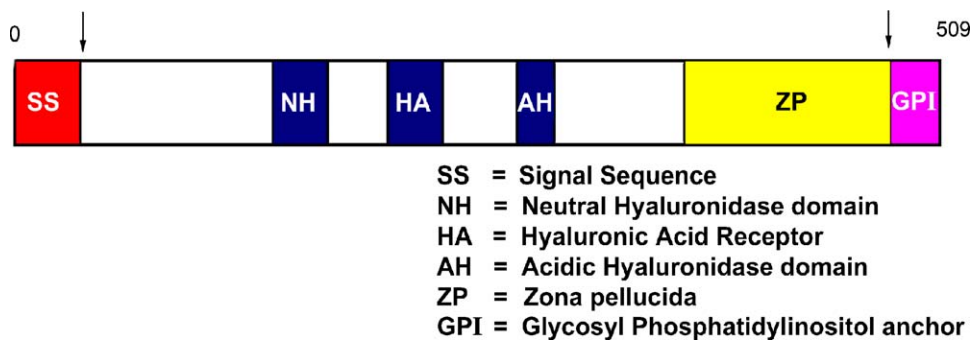 0 509
SS NH HA AH ZP GPI
SS = Signal Sequence
NH = Neutral Hyaluronidase domain
HA = Hyaluronic Acid Receptor
AH = Acidic Hyaluronidase domain
ZP = Zona pellucida
GPI = Glycosyl Phosphatidylinositol anchor